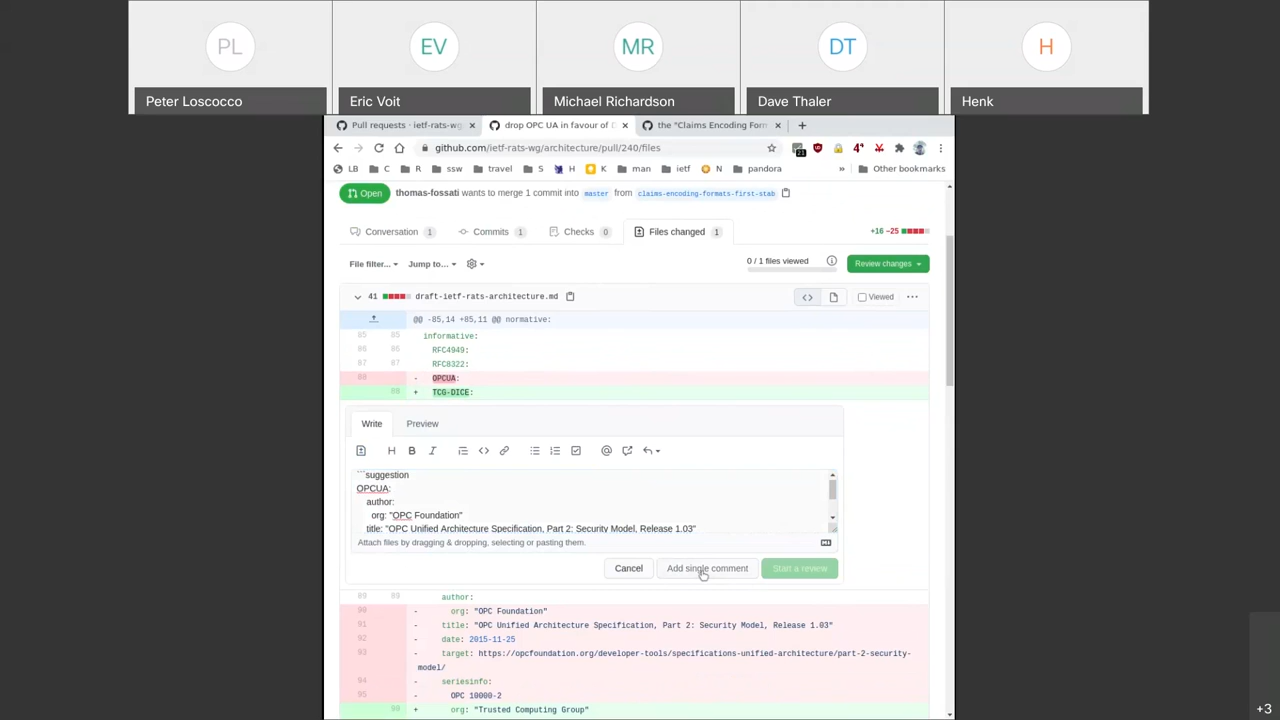 PL
EV
MR
DT
H
Peter Loscocco
Eric Voit
Michael Richardson
Dave Thaler
Henk
Pull requests · ietf-rats-wg
drop OPC UA in favour of
the "Claims Encoding Form
github.com/ietf-rats-wg/architecture/pull/240/files
21
LB C R ssw travel S H K man ietf N pandora » Other bookmarks
Open thomas-fossati wants to merge 1 commit into master from claims-encoding-formats-first-stab
Conversation 1 Commits 1 Checks 0 Files changed 1 +16 −25
File filter... Jump to... 0 / 1 files viewed Review changes
41 draft-ietf-rats-architecture.md Viewed
@@ -85,14 +85,11 @@ normative:
85 85 informative:
86 86 RFC4949:
87 87 RFC8322:
88 - OPCUA:
88 + TCG-DICE:
Write Preview
```suggestion
OPCUA:
author:
org: "OPC Foundation"
title: "OPC Unified Architecture Specification, Part 2: Security Model, Release 1.03"
Attach files by dragging & dropping, selecting or pasting them.
Cancel Add single comment Start a review
89 89 author:
90 - org: "OPC Foundation"
91 - title: "OPC Unified Architecture Specification, Part 2: Security Model, Release 1.03"
92 - date: 2015-11-25
93 - target: https://opcfoundation.org/developer-tools/specifications-unified-architecture/part-2-security-
model/
94 - seriesinfo:
95 - OPC 10000-2
90 + org: "Trusted Computing Group"
+3